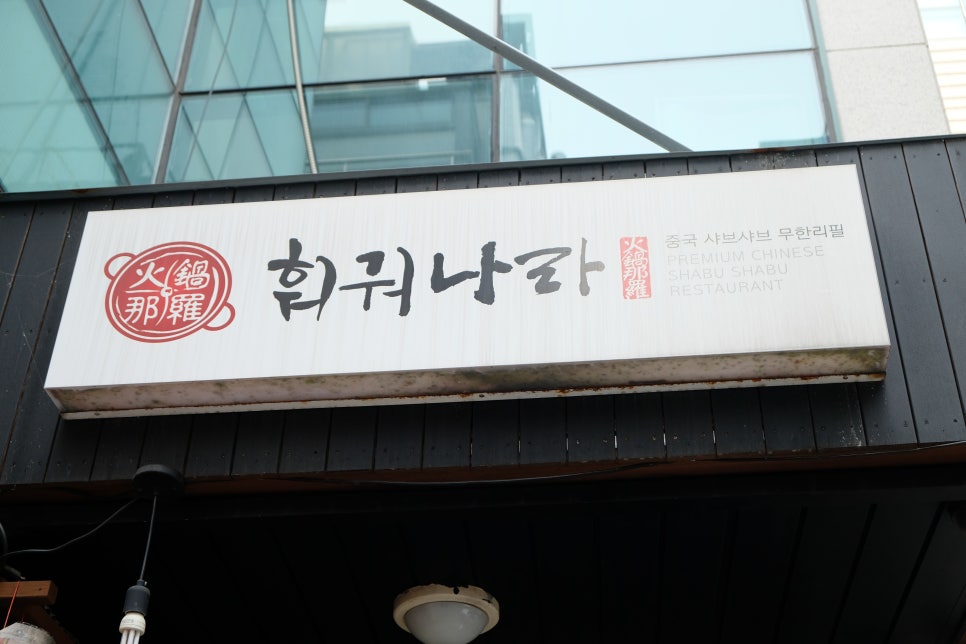 火鍋
那羅
힘궈나라
火鍋
那羅
중국 샤브샤브 무한리필
PREMIUM CHINESE
SHABU SHABU
RESTAURANT